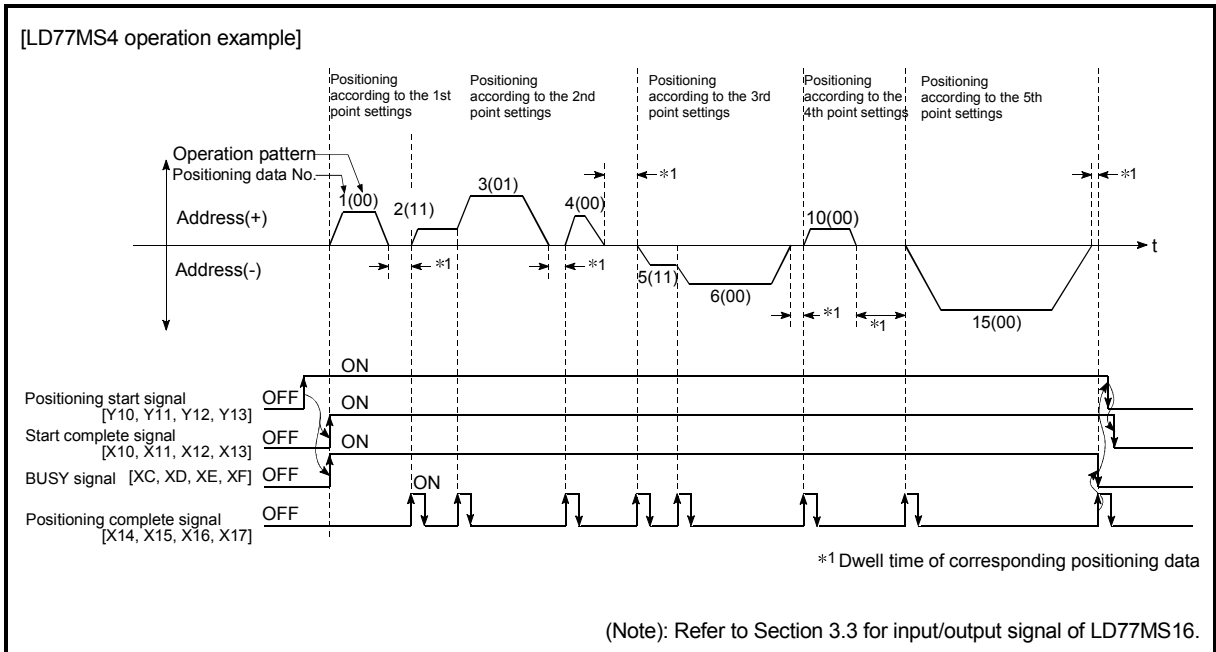 [LD77MS4 operation example]
Positioning
according to the 1st
point settings
Positioning
according to the 2nd
point settings
Positioning
according to the 3rd
point settings
Positioning
according to the
4th point settings
Positioning
according to the 5th
point settings
Operation pattern
Positioning data No.
1(00)
2(11)
3(01)
4(00)
*1
10(00)
*1
Address(+)
t
Address(-)
*1
*1
5(11)
6(00)
*1
*1
15(00)
ON
Positioning start signal
[Y10, Y11, Y12, Y13]
OFF
ON
Start complete signal
[X10, X11, X12, X13]
OFF
ON
BUSY signal [XC, XD, XE, XF]
OFF
ON
Positioning complete signal
[X14, X15, X16, X17]
OFF
*1 Dwell time of corresponding positioning data
(Note): Refer to Section 3.3 for input/output signal of LD77MS16.